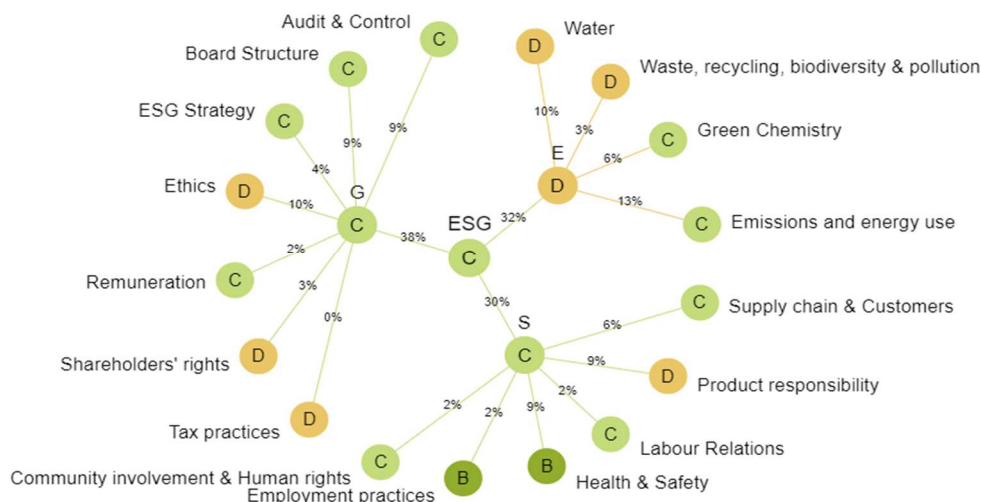 Audit & Control
C
Board Structure
C
9%
ESG Strategy
C
9%
4%
Ethics
D
10%
G
C
Remuneration
C
2%
3%
Shareholders' rights
D
0%
Tax practices
D
38%
ESG
C
32%
E
D
Water
D
10%
Waste, recycling, biodiversity & pollution
D
3%
Green Chemistry
C
6%
Emissions and energy use
C
13%
30%
S
C
Supply chain & Customers
C
6%
Product responsibility
D
9%
Labour Relations
C
2%
Health & Safety
B
9%
Employment practices
B
2%
Community involvement & Human rights
C
2%